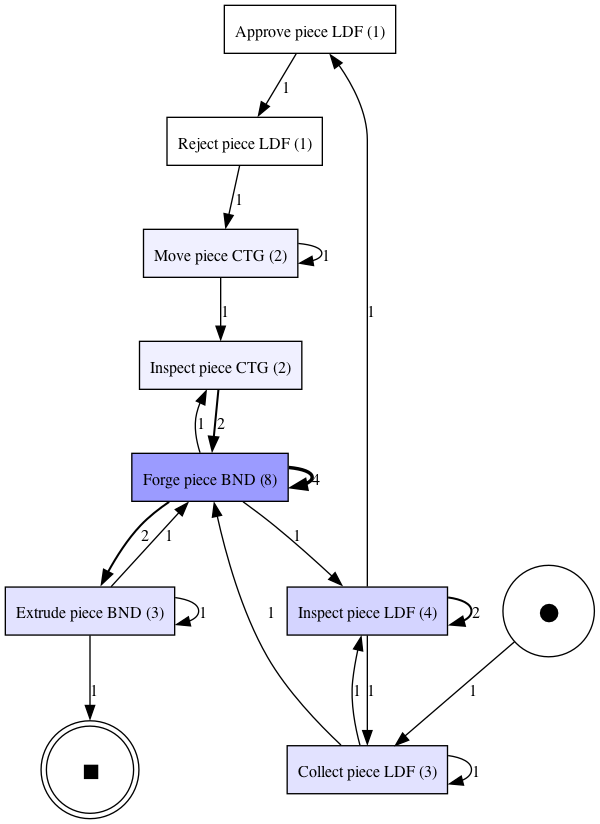 Approve piece LDF (1)
1
Reject piece LDF (1)
1
Move piece CTG (2)
1
1
1
Inspect piece CTG (2)
1
2
Forge piece BND (8)
4
2
1
1
Extrude piece BND (3)
1
1
Inspect piece LDF (4)
2
1
1
1
1
Collect piece LDF (3)
1